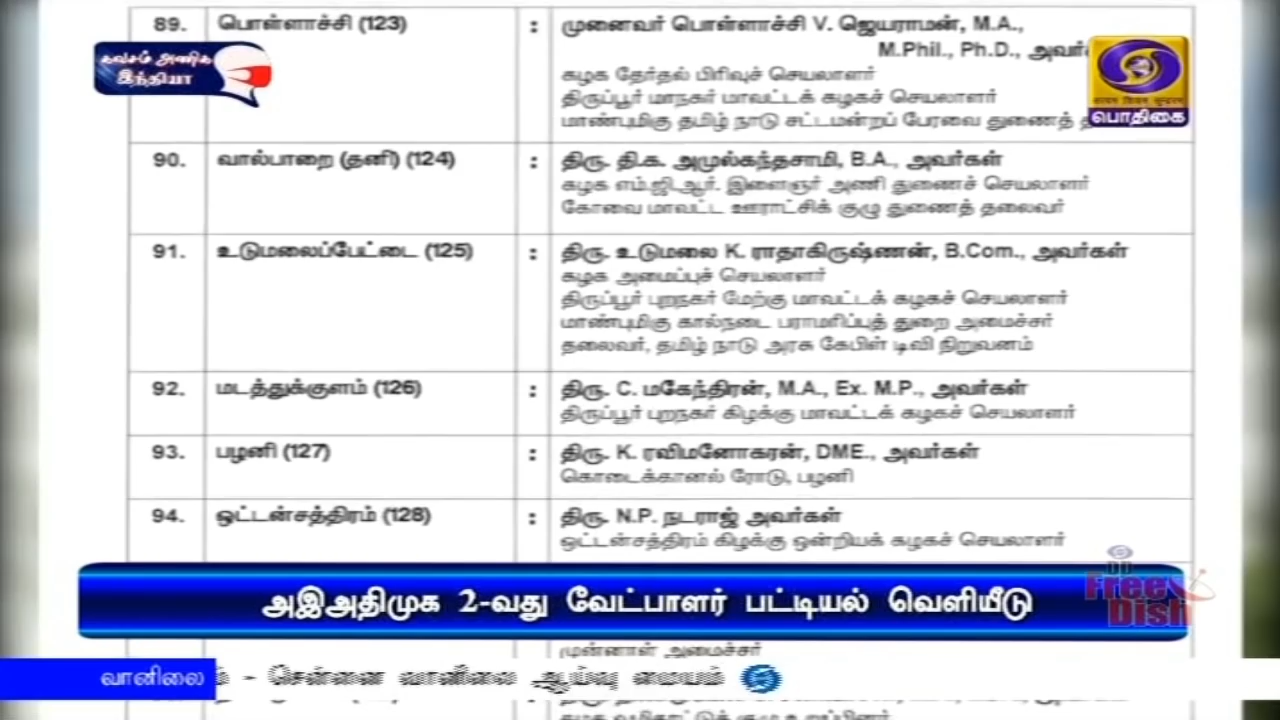 89. பொள்ளாச்சி (123) : முனைவர் பொள்ளாச்சி V. ஜெயராமன், M.A.,
M.Phil., Ph.D.,
கழக தேர்தல் பிரிவுச் செயலாளர்
திருப்பூர் மாநகர் மாவட்டக் கழகச் செயலாளர்
மாண்புமிகு தமிழ் நாடு சட்டமன்றப் பேரவை துணைத்
கவசம் அணிக
இந்தியா
பொதிகை
90. வால்பாறை (தனி) (124) : திரு. தி.க. அமுல்கந்தசாமி, B.A., அவர்கள்
கழக எம்.ஜி.ஆர். இளைஞர் அணி துணைச் செயலாளர்
கோவை மாவட்ட ஊராட்சிக் குழு துணைத் தலைவர்
91. உடுமலைப்பேட்டை (125) : திரு. உடுமலை K. ராதாகிருஷ்ணன், B.Com., அவர்கள்
கழக அமைப்புச் செயலாளர்
திருப்பூர் புறநகர் மேற்கு மாவட்டக் கழகச் செயலாளர்
மாண்புமிகு கால்நடை பராமரிப்புத் துறை அமைச்சர்
தலைவர், தமிழ் நாடு அரசு கேபிள் டிவி நிறுவனம்
92. மடத்துக்குளம் (126) : திரு. C. மகேந்திரன், M.A., Ex. M.P., அவர்கள்
திருப்பூர் புறநகர் கிழக்கு மாவட்டக் கழகச் செயலாளர்
93. பழனி (127) : திரு. K. ரவிமனோகரன், DME., அவர்கள்
கொடைக்கானல் ரோடு, பழனி
94. ஒட்டன்சத்திரம் (128) : திரு. N.P. நடராஜ் அவர்கள்
ஒட்டன்சத்திரம் கிழக்கு ஒன்றியக் கழகச் செயலாளர்
அஇஅதிமுக 2-வது வேட்பாளர் பட்டியல் வெளியீடு
DD
Free Dish
முன்னாள் அமைச்சர்
வானிலை - சென்னை வானிலை ஆய்வு மையம்